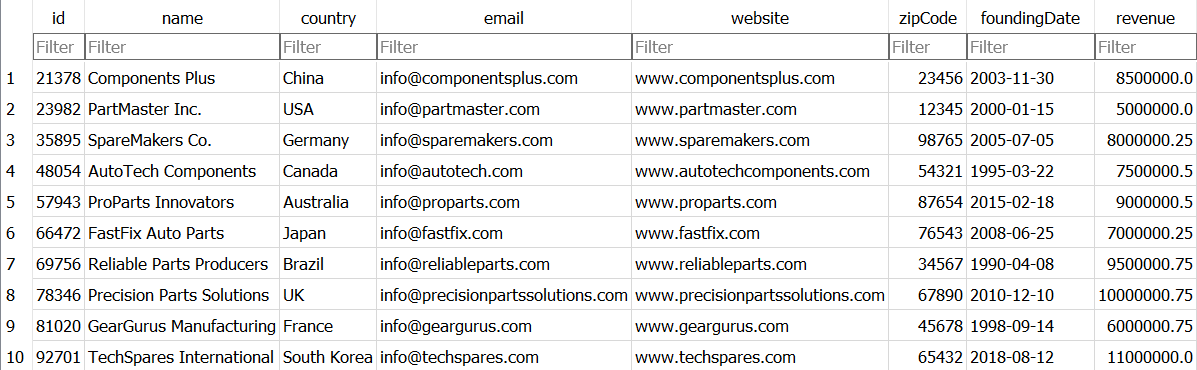 id name country email website zipCode foundingDate revenue
Filter Filter Filter Filter Filter Filter Filter Filter
1 21378 Components Plus China info@componentsplus.com www.componentsplus.com 23456 2003-11-30 8500000.0
2 23982 PartMaster Inc. USA info@partmaster.com www.partmaster.com 12345 2000-01-15 5000000.0
3 35895 SpareMakers Co. Germany info@sparemakers.com www.sparemakers.com 98765 2005-07-05 8000000.25
4 48054 AutoTech Components Canada info@autotech.com www.autotechcomponents.com 54321 1995-03-22 7500000.5
5 57943 ProParts Innovators Australia info@proparts.com www.proparts.com 87654 2015-02-18 9000000.5
6 66472 FastFix Auto Parts Japan info@fastfix.com www.fastfix.com 76543 2008-06-25 7000000.25
7 69756 Reliable Parts Producers Brazil info@reliableparts.com www.reliableparts.com 34567 1990-04-08 9500000.75
8 78346 Precision Parts Solutions UK info@precisionpartssolutions.com www.precisionpartssolutions.com 67890 2010-12-10 10000000.75
9 81020 GearGurus Manufacturing France info@geargurus.com www.geargurus.com 45678 1998-09-14 6000000.75
10 92701 TechSpares International South Korea info@techspares.com www.techspares.com 65432 2018-08-12 11000000.0